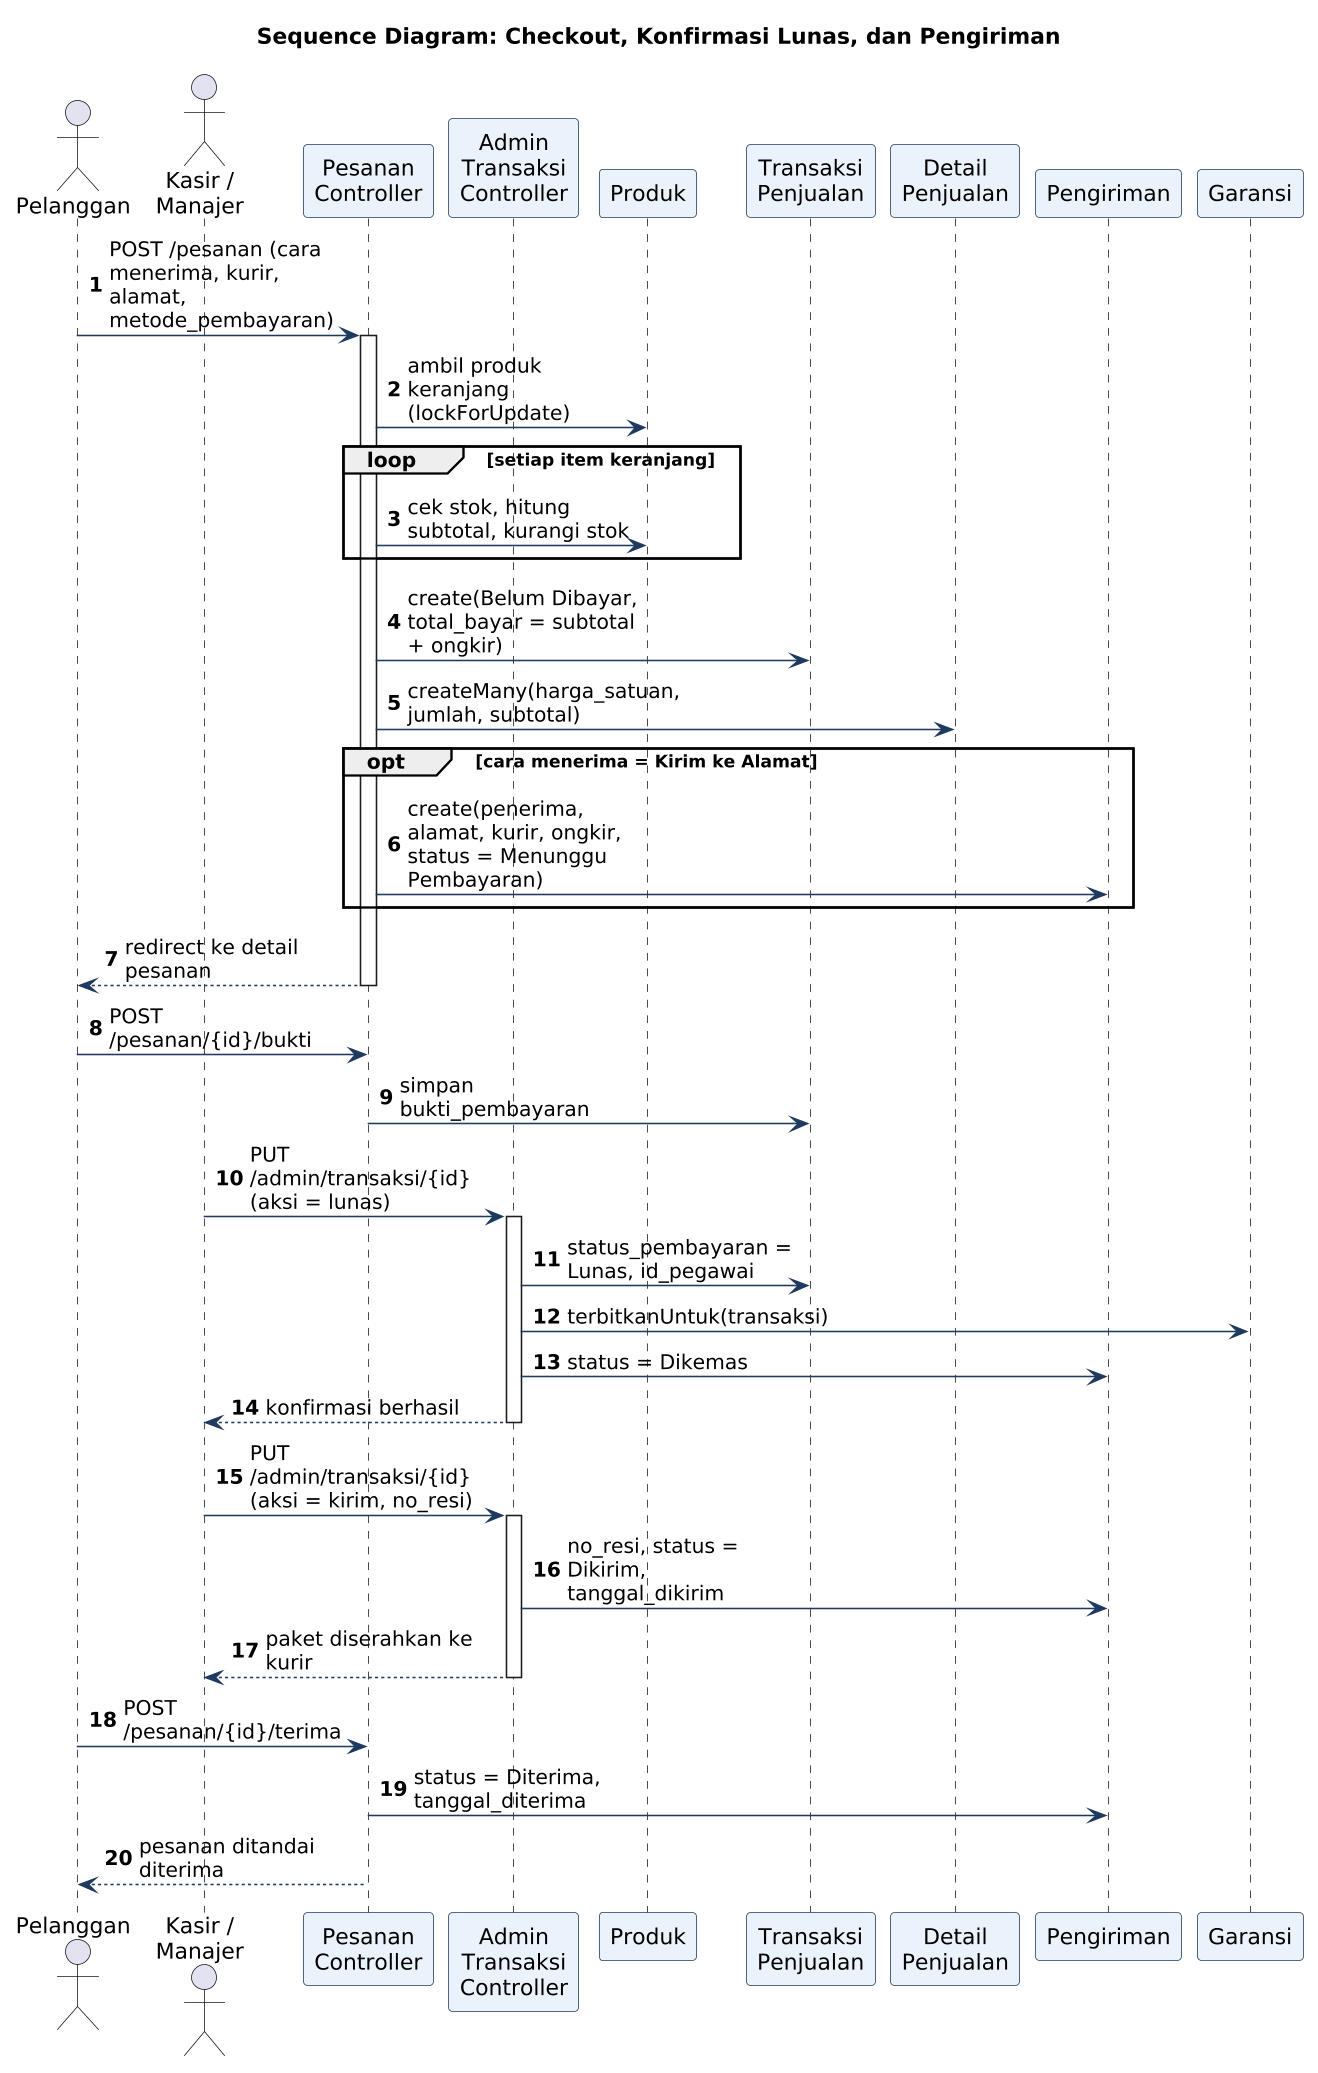 Sequence Diagram: Checkout, Konfirmasi Lunas, dan Pengiriman
Pelanggan
Kasir /
Manajer
Pesanan
Controller
Admin
Transaksi
Controller
Produk
Transaksi
Penjualan
Detail
Penjualan
Pengiriman
Garansi
1 POST /pesanan (cara
menerima, kurir,
alamat,
metode_pembayaran)
2 ambil produk
keranjang
(lockForUpdate)
loop [setiap item keranjang]
3 cek stok, hitung
subtotal, kurangi stok
4 create(Belum Dibayar,
total_bayar = subtotal
+ ongkir)
5 createMany(harga_satuan,
jumlah, subtotal)
opt [cara menerima = Kirim ke Alamat]
6 create(penerima,
alamat, kurir, ongkir,
status = Menunggu
Pembayaran)
7 redirect ke detail
pesanan
8 POST
/pesanan/{id}/bukti
9 simpan
bukti_pembayaran
10 PUT
/admin/transaksi/{id}
(aksi = lunas)
11 status_pembayaran =
Lunas, id_pegawai
12 terbitkanUntuk(transaksi)
13 status = Dikemas
14 konfirmasi berhasil
15 PUT
/admin/transaksi/{id}
(aksi = kirim, no_resi)
16 no_resi, status =
Dikirim,
tanggal_dikirim
17 paket diserahkan ke
kurir
18 POST
/pesanan/{id}/terima
19 status = Diterima,
tanggal_diterima
20 pesanan ditandai
diterima
Pelanggan
Kasir /
Manajer
Pesanan
Controller
Admin
Transaksi
Controller
Produk
Transaksi
Penjualan
Detail
Penjualan
Pengiriman
Garansi